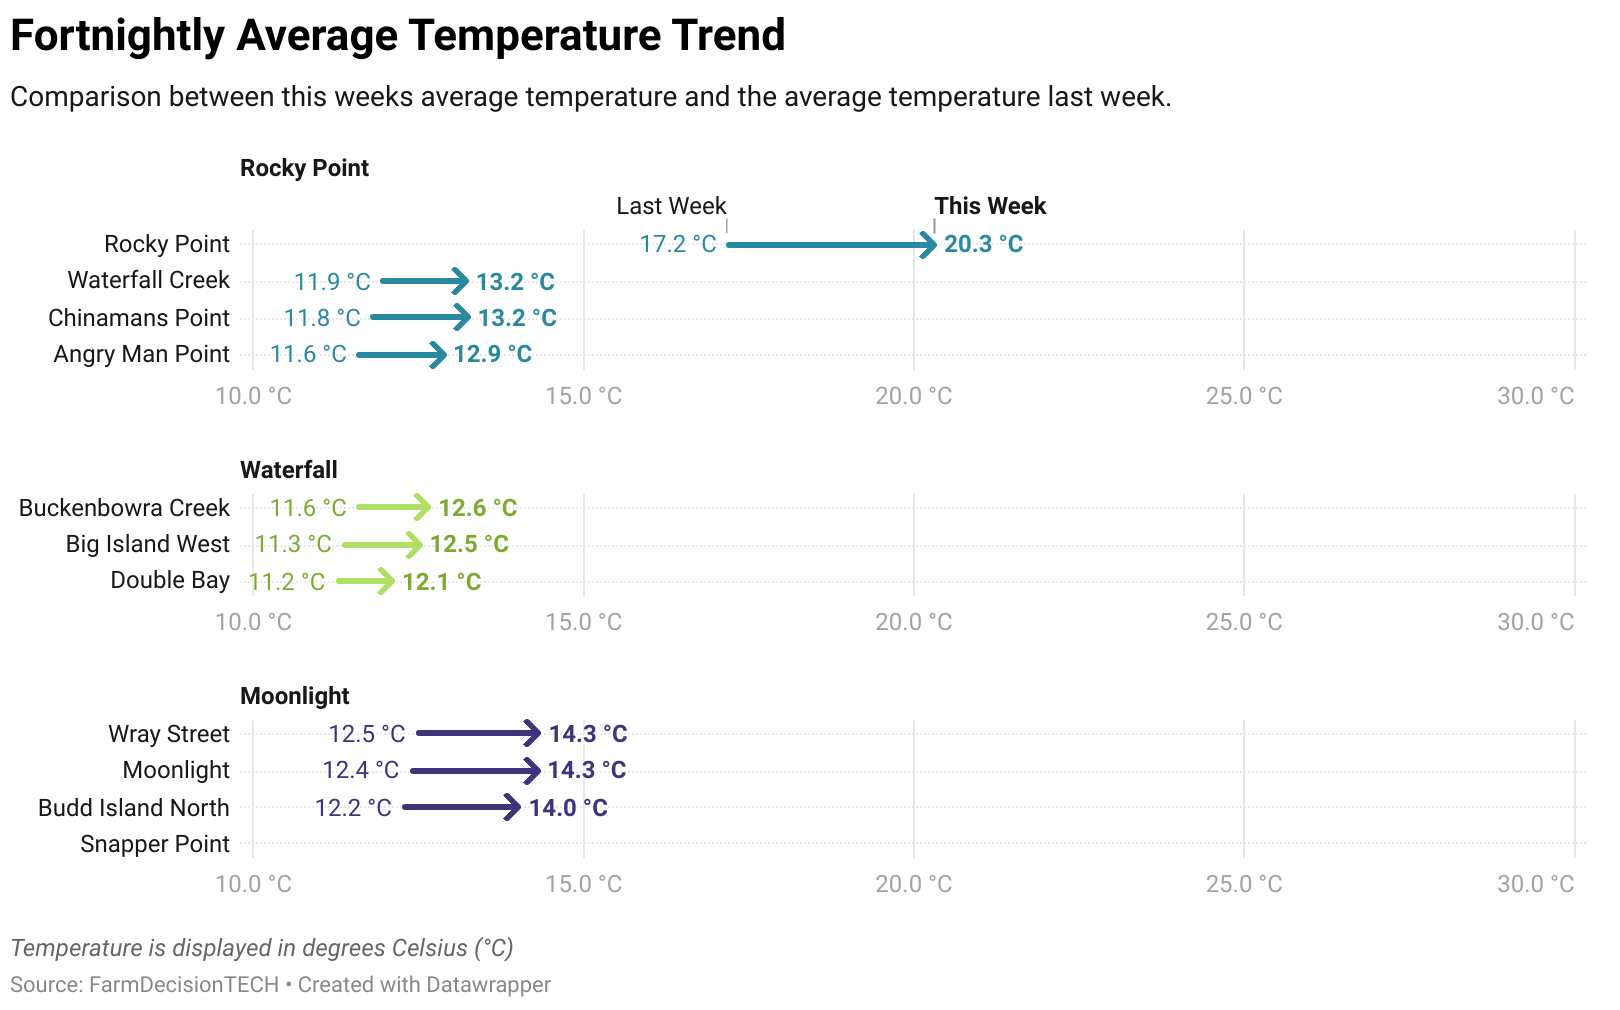 Fortnightly Average Temperature Trend
Comparison between this weeks average temperature and the average temperature last week.
Rocky Point
Last Week This Week
Rocky Point 17.2 °C 20.3 °C
Waterfall Creek 11.9 °C 13.2 °C
Chinamans Point 11.8 °C 13.2 °C
Angry Man Point 11.6 °C 12.9 °C
10.0 °C 15.0 °C 20.0 °C 25.0 °C 30.0 °C
Waterfall
Buckenbowra Creek 11.6 °C 12.6 °C
Big Island West 11.3 °C 12.5 °C
Double Bay 11.2 °C 12.1 °C
10.0 °C 15.0 °C 20.0 °C 25.0 °C 30.0 °C
Moonlight
Wray Street 12.5 °C 14.3 °C
Moonlight 12.4 °C 14.3 °C
Budd Island North 12.2 °C 14.0 °C
Snapper Point
10.0 °C 15.0 °C 20.0 °C 25.0 °C 30.0 °C
Temperature is displayed in degrees Celsius (°C)
Source: FarmDecisionTECH • Created with Datawrapper